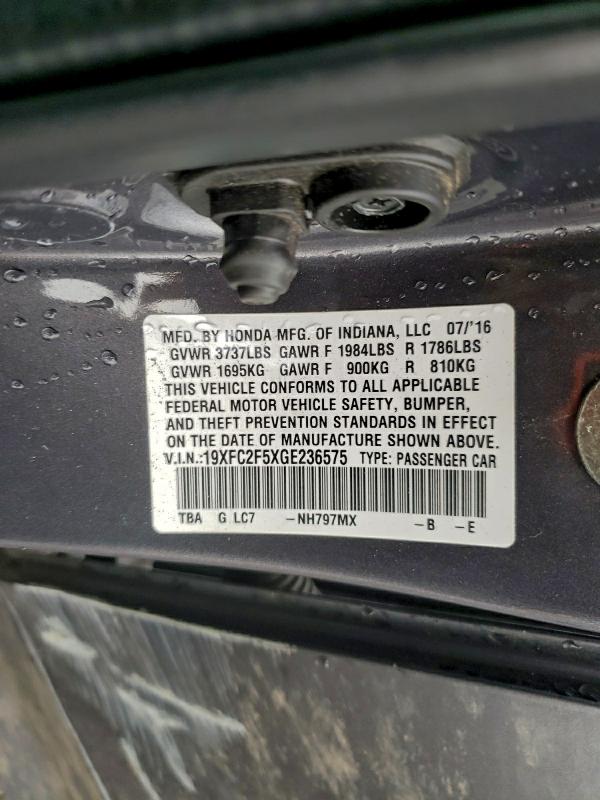 MFD. BY HONDA MFG. OF INDIANA, LLC 07/'16
GVWR 3737LBS GAWR F 1984LBS R 1786LBS
GVWR 1695KG GAWR F 900KG R 810KG
THIS VEHICLE CONFORMS TO ALL APPLICABLE
FEDERAL MOTOR VEHICLE SAFETY, BUMPER,
AND THEFT PREVENTION STANDARDS IN EFFECT
ON THE DATE OF MANUFACTURE SHOWN ABOVE.
V.I.N.:19XFC2F5XGE236575 TYPE: PASSENGER CAR
TBA G LC7 -NH797MX -B -E